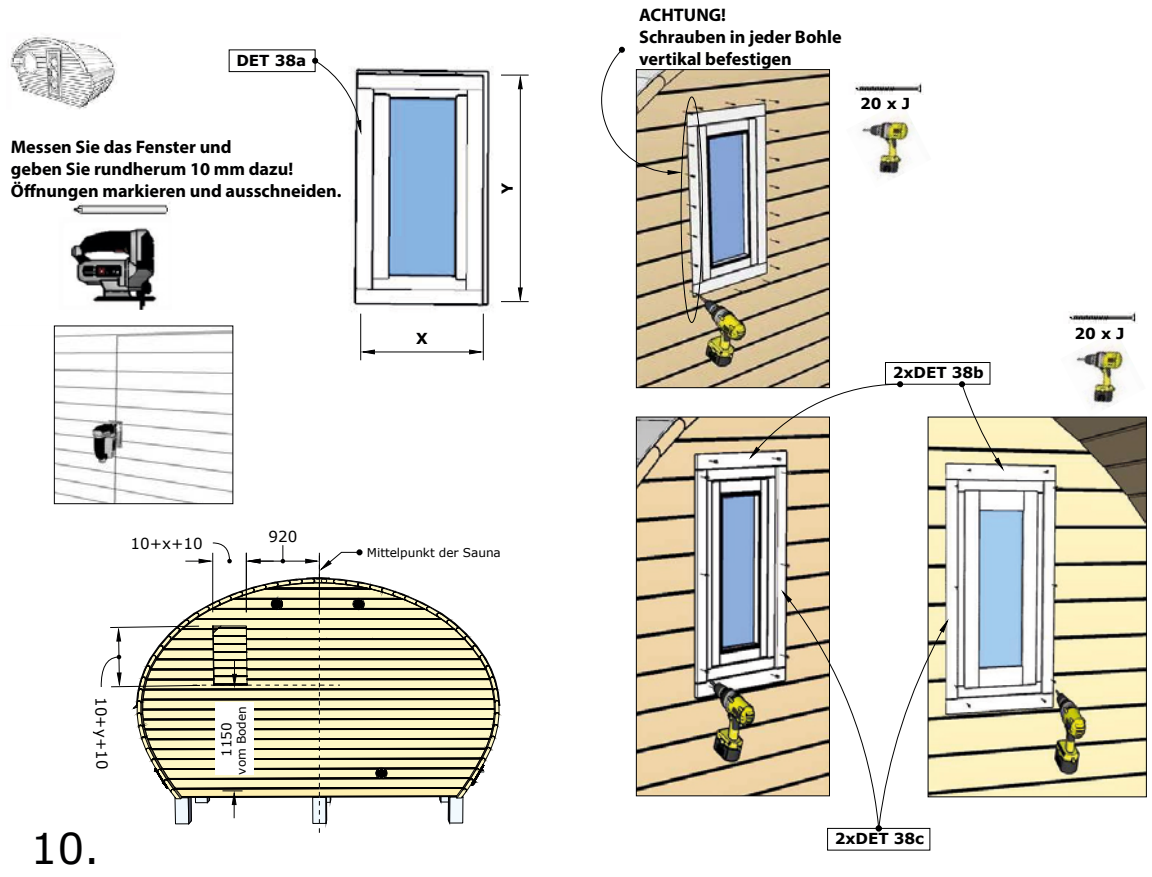 DET 38a
Messen Sie das Fenster und
geben Sie rundherum 10 mm dazu!
Öffnungen markieren und ausschneiden.
Y
X
10+x+10
920
Mittelpunkt der Sauna
10+y+10
1150
vom Boden
10.
ACHTUNG!
Schrauben in jeder Bohle
vertikal befestigen
20 x J
20 x J
2xDET 38b
2xDET 38c